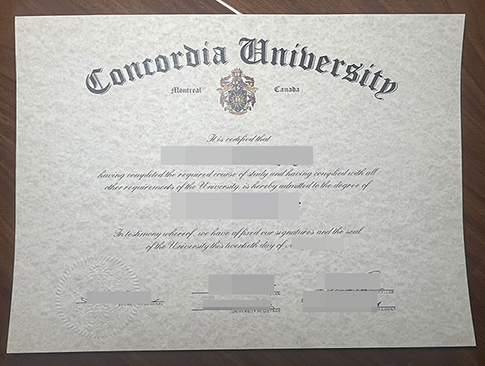 Concordia University
Montreal Canada
It is certified that
having completed the required course of study and having complied with all
other requirements of the University, is hereby admitted to the degree of
In testimony whereof, we have affixed our signatures and the seal
of the University this twentieth day of